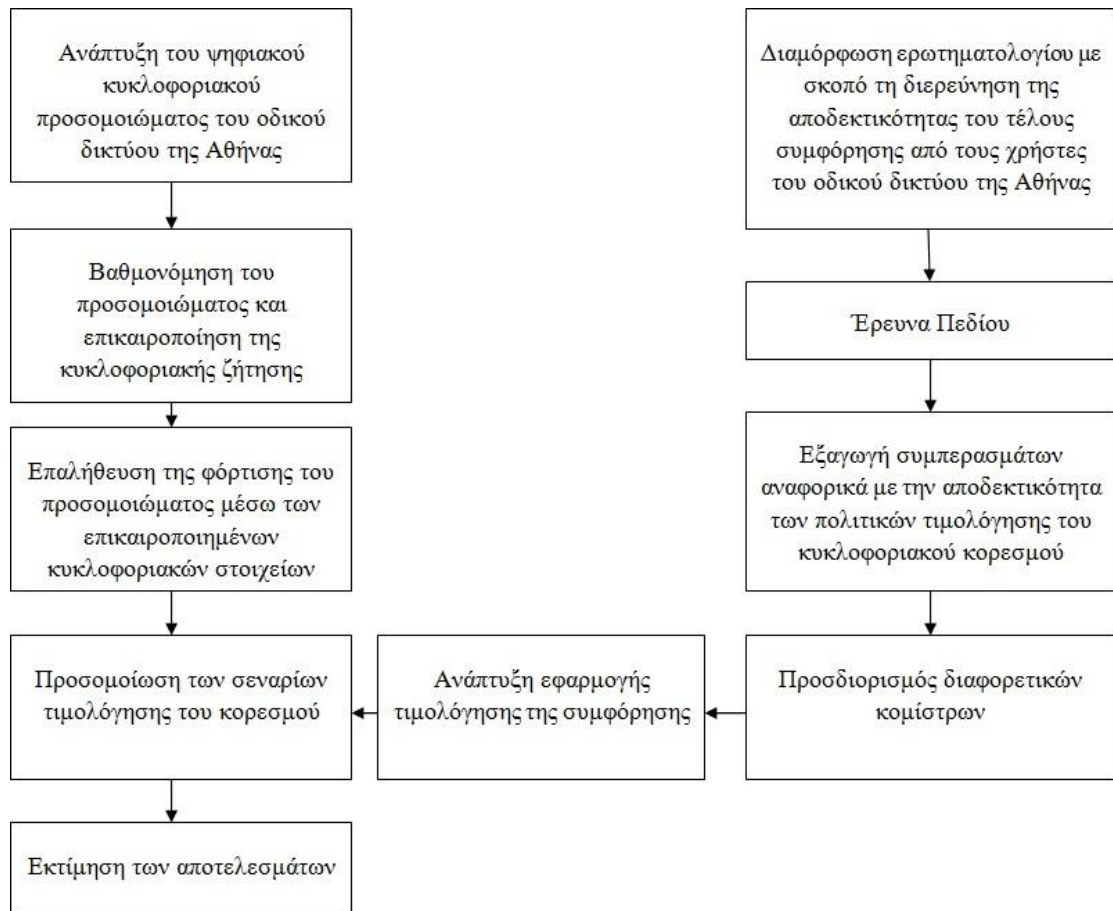 Ανάπτυξη του ψηφιακού
κυκλοφοριακού
προσομοιώματος του οδικού
δικτύου της Αθήνας
Βαθμονόμηση του
προσομοιώματος και
επικαιροποίηση της
κυκλοφοριακής ζήτησης
Επαλήθευση της φόρτισης του
προσομοιώματος μέσω των
επικαιροποιημένων
κυκλοφοριακών στοιχείων
Προσομοίωση των σεναρίων
τιμολόγησης του κορεσμού
Εκτίμηση των αποτελεσμάτων
Ανάπτυξη εφαρμογής
τιμολόγησης της συμφόρησης
Διαμόρφωση ερωτηματολογίου με
σκοπό τη διερεύνηση της
αποδεκτικότητας του τέλους
συμφόρησης από τους χρήστες
του οδικού δικτύου της Αθήνας
Έρευνα Πεδίου
Εξαγωγή συμπερασμάτων
αναφορικά με την αποδεκτικότητα
των πολιτικών τιμολόγησης του
κυκλοφοριακού κορεσμού
Προσδιορισμός διαφορετικών
κομίστρων